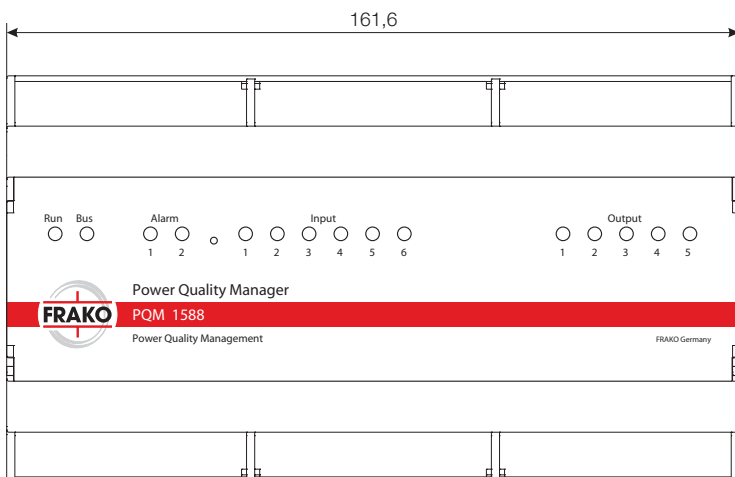 161,6
Run Bus Alarm Input Output
1 2 1 2 3 4 5 6 1 2 3 4 5
Power Quality Manager
FRAKO PQM 1588
Power Quality Management FRAKO Germany